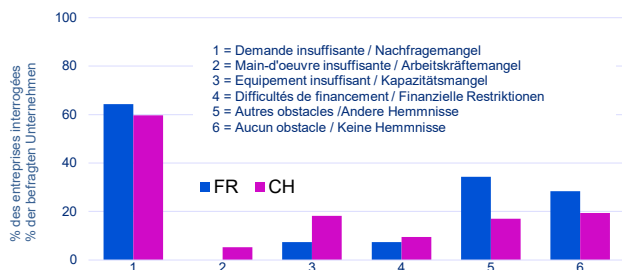 % des entreprises interrogées
% der befragten Unternehmen
100
80
60
40
20
0
1 = Demande insuffisante / Nachfragemangel
2 = Main-d'oeuvre insuffisante / Arbeitskräftemangel
3 = Equipement insuffisant / Kapazitätsmangel
4 = Difficultés de financement / Finanzielle Restriktionen
5 = Autres obstacles /Andere Hemmnisse
6 = Aucun obstacle / Keine Hemmnisse
FR CH
1 2 3 4 5 6